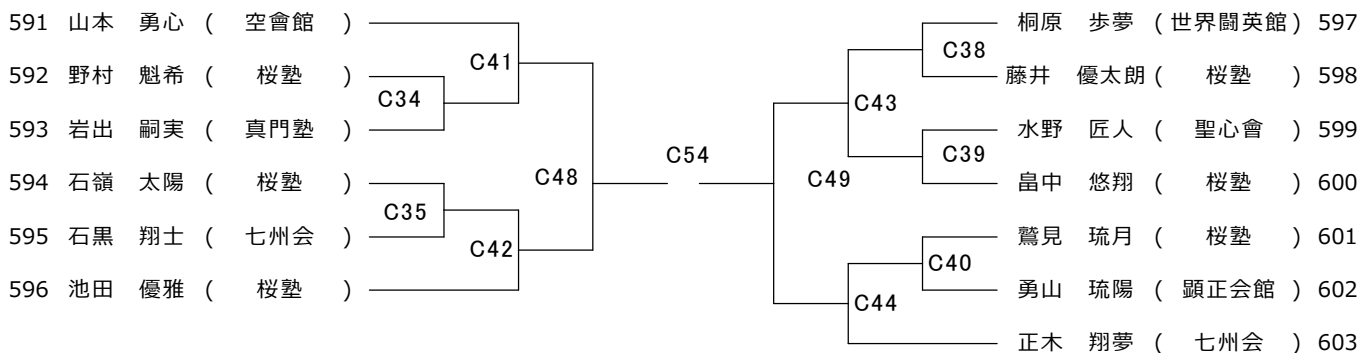 591 山本　勇心 (　空會館　)
592 野村　魁希 (　桜塾　)
593 岩出　嗣実 (　真門塾　)
594 石嶺　太陽 (　桜塾　)
595 石黒　翔士 (　七州会　)
596 池田　優雅 (　桜塾　)
C34
C35
C41
C42
C48
C54
C49
C43
C44
C38
C39
C40
桐原　歩夢 (世界闘英館) 597
藤井　優太朗 (　桜塾　) 598
水野　匠人 (　聖心會　) 599
畠中　悠翔 (　桜塾　) 600
鷲見　琉月 (　桜塾　) 601
勇山　琉陽 (　顕正会館　) 602
正木　翔夢 (　七州会　) 603